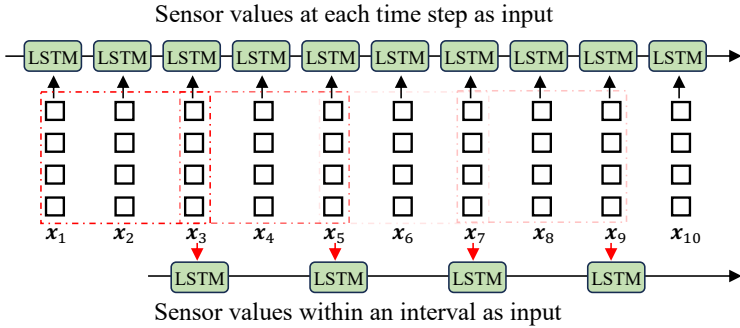 Sensor values at each time step as input
LSTM LSTM LSTM LSTM LSTM LSTM LSTM LSTM LSTM LSTM
x₁ x₂ x₃ x₄ x₅ x₆ x₇ x₈ x₉ x₁₀
LSTM LSTM LSTM LSTM
Sensor values within an interval as input